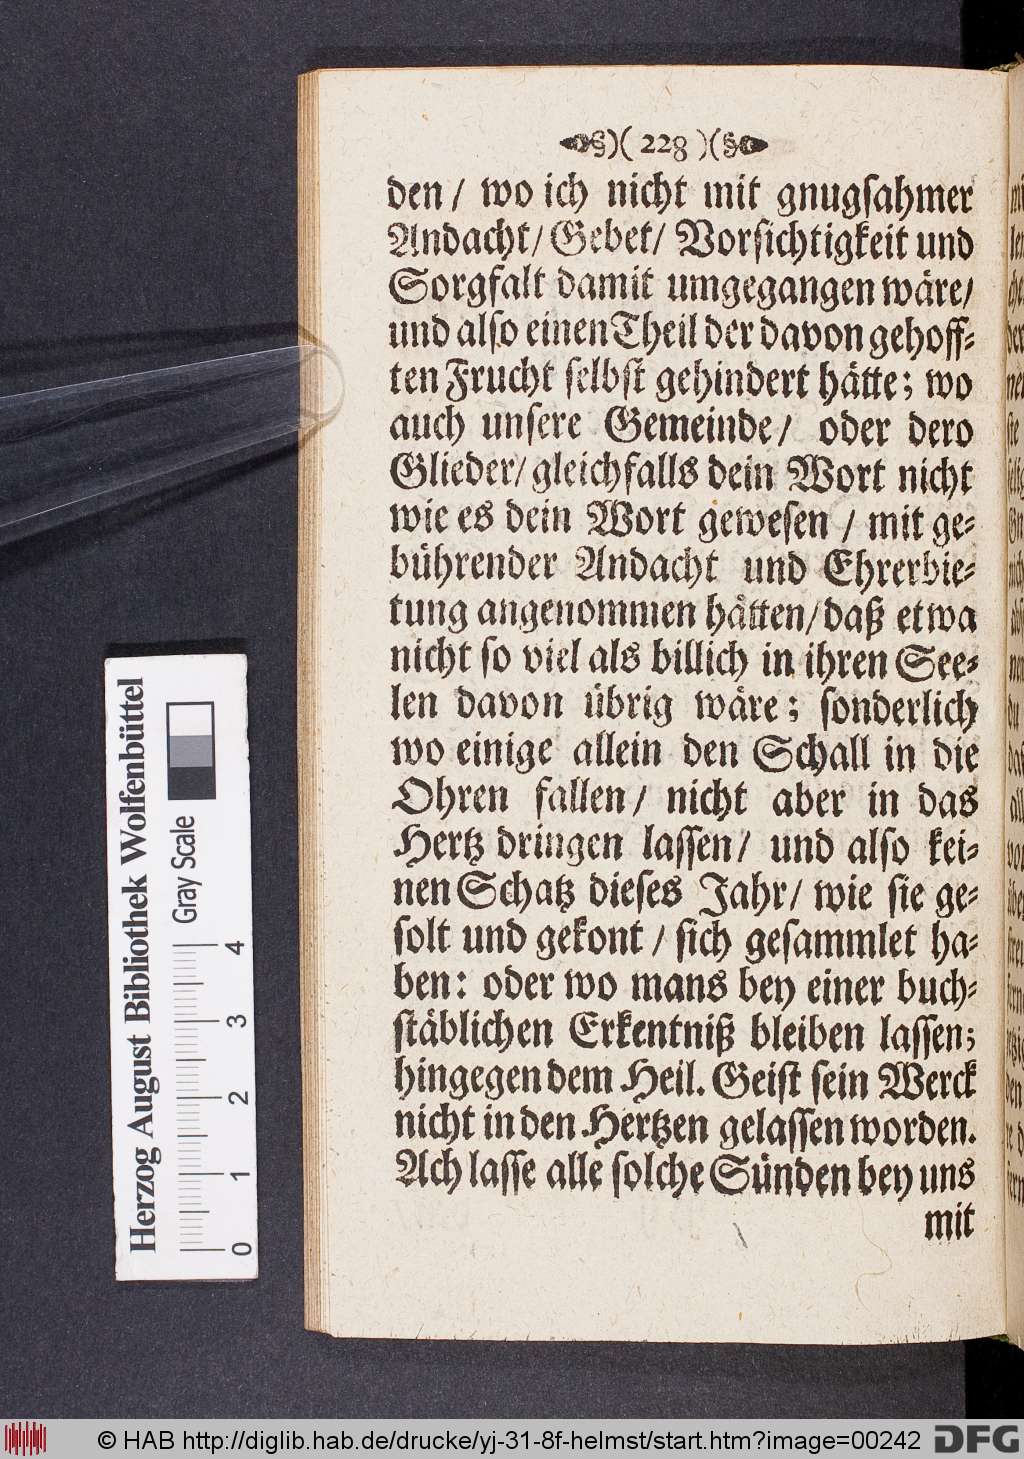 )( 228 )(
den / wo ich nicht mit gnugſahmer
Andacht / Gebet / Vorſichtigkeit und
Sorgfalt damit umgegangen wäre /
und alſo einen Theil der davon gehoff-
ten Frucht ſelbſt gehindert hätte; wo
auch unſere Gemeinde / oder dero
Glieder / gleichfalls dein Wort nicht
wie es dein Wort geweſen / mit ge-
bührender Andacht und Ehrerbie-
tung angenommen hätten / daß etwa
nicht ſo viel als billich in ihren See-
len davon übrig wäre; ſonderlich
wo einige allein den Schall in die
Ohren fallen / nicht aber in das
Hertz dringen laſſen / und alſo kei-
nen Schatz dieſes Jahr / wie ſie ge-
ſolt und gekont / ſich geſammlet ha-
ben: oder wo mans bey einer buch-
ſtäblichen Erkentniß bleiben laſſen;
hingegen dem Heil. Geiſt ſein Werck
nicht in den Hertzen gelaſſen worden.
Ach laſſe alle ſolche Sünden bey uns
mit
Herzog August Bibliothek Wolfenbüttel
Gray Scale
0 1 2 3 4
© HAB http://diglib.hab.de/drucke/yj-31-8f-helmst/start.htm?image=00242
DFG